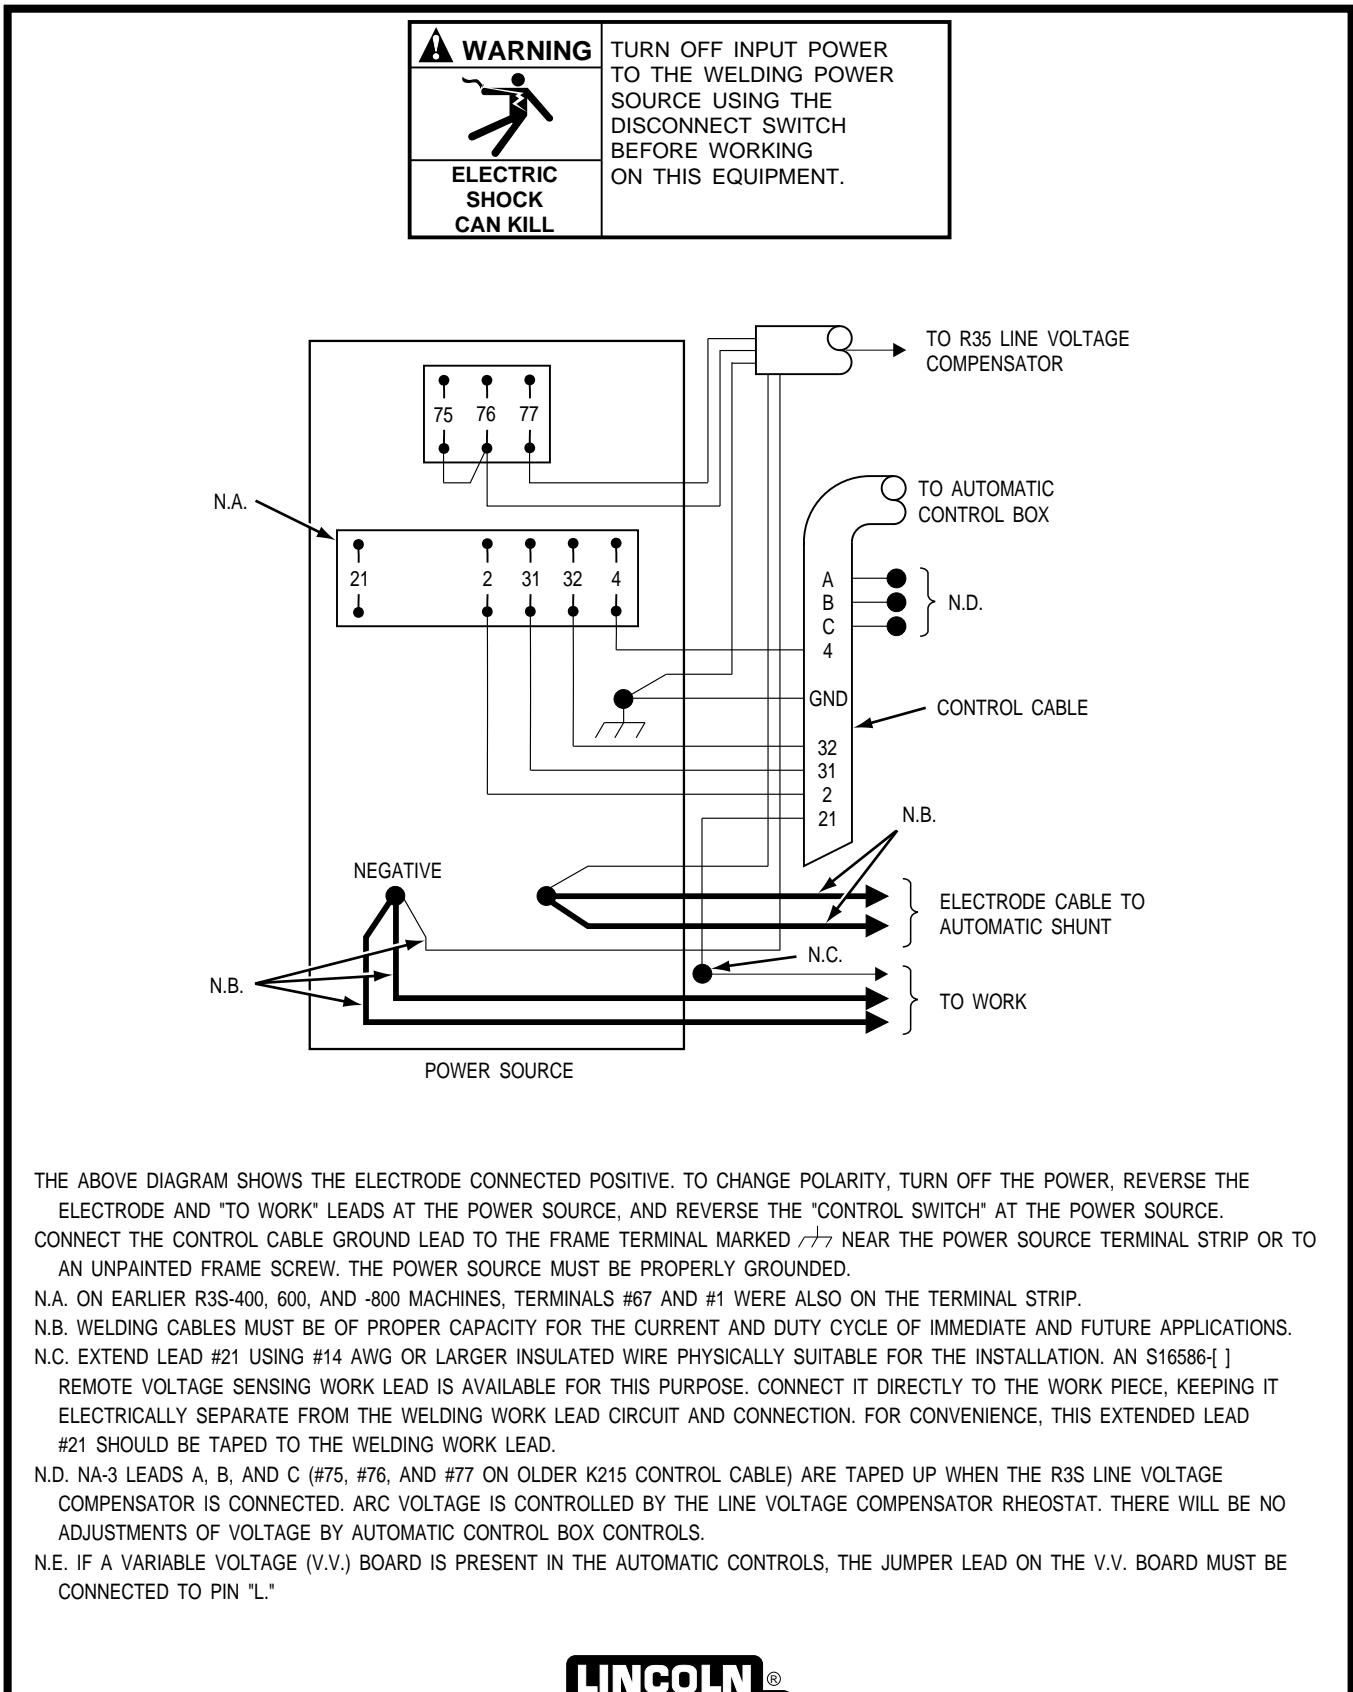 WARNING
ELECTRIC
SHOCK
CAN KILL
TURN OFF INPUT POWER
TO THE WELDING POWER
SOURCE USING THE
DISCONNECT SWITCH
BEFORE WORKING
ON THIS EQUIPMENT.
TO R35 LINE VOLTAGE
COMPENSATOR
75 76 77
N.A.
TO AUTOMATIC
CONTROL BOX
21 2 31 32 4
A
B
C
4
N.D.
GND
CONTROL CABLE
32
31
2
21
N.B.
NEGATIVE
ELECTRODE CABLE TO
AUTOMATIC SHUNT
N.C.
N.B.
TO WORK
POWER SOURCE
THE ABOVE DIAGRAM SHOWS THE ELECTRODE CONNECTED POSITIVE. TO CHANGE POLARITY, TURN OFF THE POWER, REVERSE THE
ELECTRODE AND "TO WORK" LEADS AT THE POWER SOURCE, AND REVERSE THE "CONTROL SWITCH" AT THE POWER SOURCE.
CONNECT THE CONTROL CABLE GROUND LEAD TO THE FRAME TERMINAL MARKED NEAR THE POWER SOURCE TERMINAL STRIP OR TO
AN UNPAINTED FRAME SCREW. THE POWER SOURCE MUST BE PROPERLY GROUNDED.
N.A. ON EARLIER R3S-400, 600, AND -800 MACHINES, TERMINALS #67 AND #1 WERE ALSO ON THE TERMINAL STRIP.
N.B. WELDING CABLES MUST BE OF PROPER CAPACITY FOR THE CURRENT AND DUTY CYCLE OF IMMEDIATE AND FUTURE APPLICATIONS.
N.C. EXTEND LEAD #21 USING #14 AWG OR LARGER INSULATED WIRE PHYSICALLY SUITABLE FOR THE INSTALLATION. AN S16586-[ ]
REMOTE VOLTAGE SENSING WORK LEAD IS AVAILABLE FOR THIS PURPOSE. CONNECT IT DIRECTLY TO THE WORK PIECE, KEEPING IT
ELECTRICALLY SEPARATE FROM THE WELDING WORK LEAD CIRCUIT AND CONNECTION. FOR CONVENIENCE, THIS EXTENDED LEAD
#21 SHOULD BE TAPED TO THE WELDING WORK LEAD.
N.D. NA-3 LEADS A, B, AND C (#75, #76, AND #77 ON OLDER K215 CONTROL CABLE) ARE TAPED UP WHEN THE R3S LINE VOLTAGE
COMPENSATOR IS CONNECTED. ARC VOLTAGE IS CONTROLLED BY THE LINE VOLTAGE COMPENSATOR RHEOSTAT. THERE WILL BE NO
ADJUSTMENTS OF VOLTAGE BY AUTOMATIC CONTROL BOX CONTROLS.
N.E. IF A VARIABLE VOLTAGE (V.V.) BOARD IS PRESENT IN THE AUTOMATIC CONTROLS, THE JUMPER LEAD ON THE V.V. BOARD MUST BE
CONNECTED TO PIN "L."
LINCOLN ®